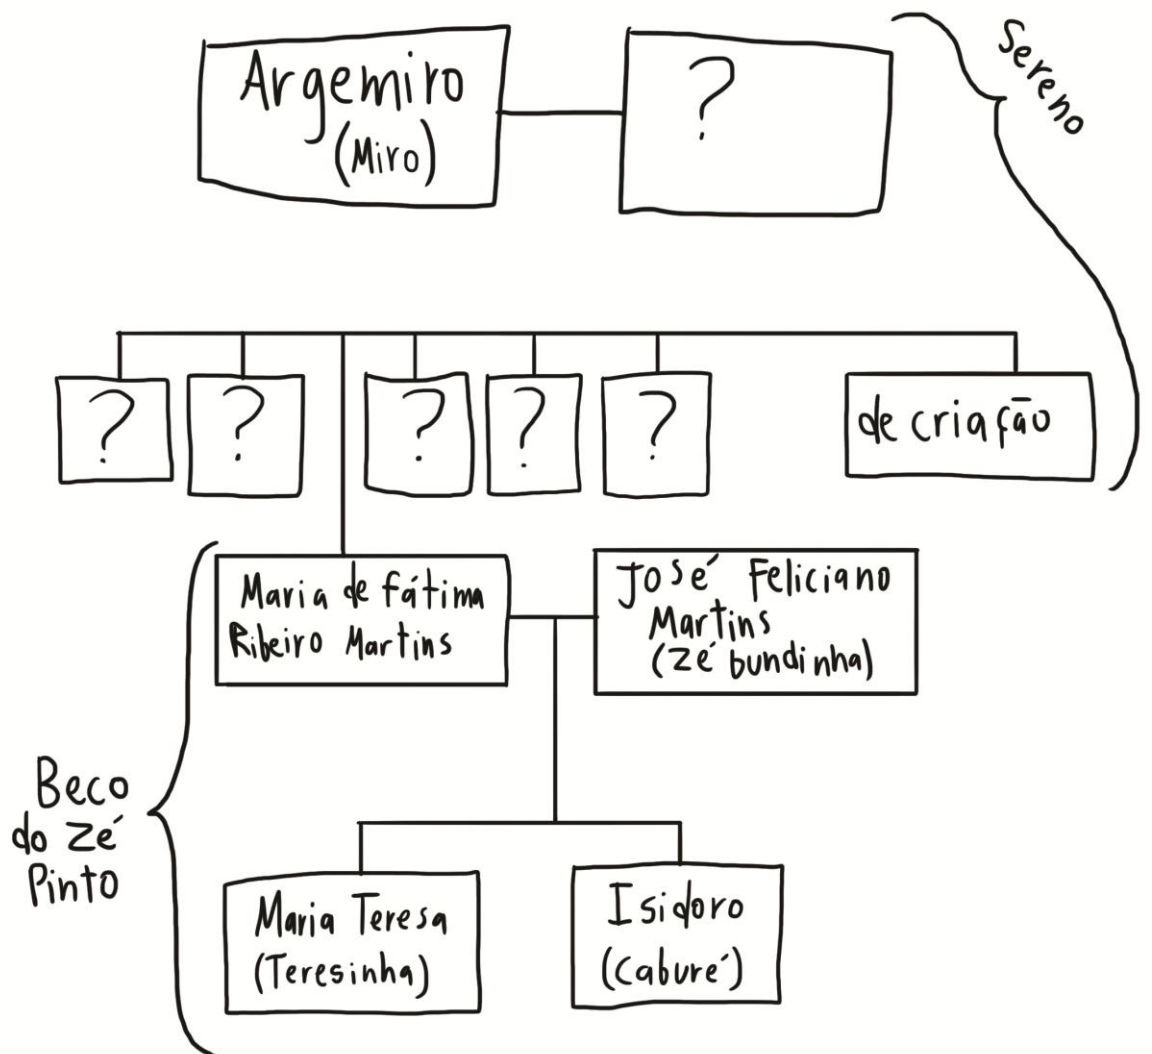 Argemiro
(Miro)
?
Sereno
?
?
?
?
?
de criação
Maria de Fátima
Ribeiro Martins
José Feliciano
Martins
(Zé bundinha)
Beco
do Zé
Pinto
Maria Teresa
(Teresinha)
Isidoro
(Caburé)